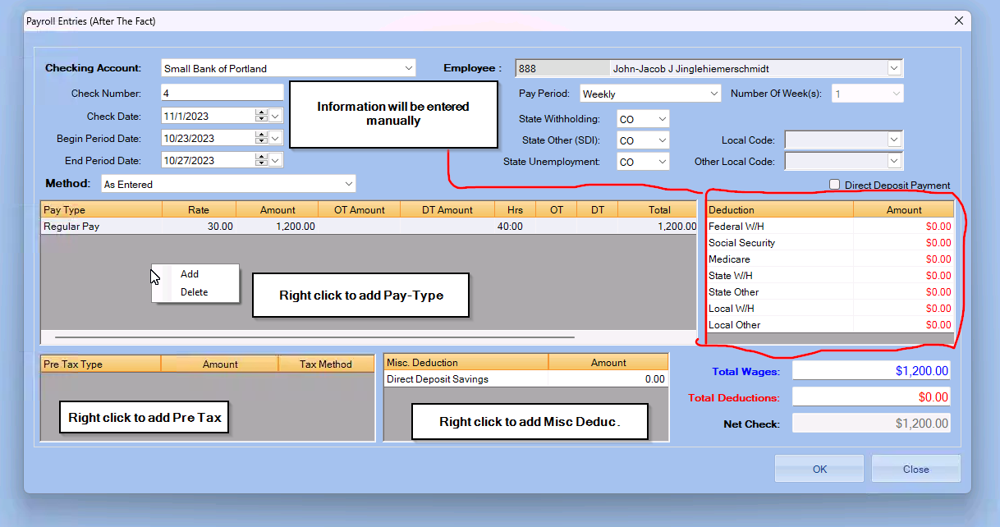 Payroll Entries (After The Fact)
Checking Account: Small Bank of Portland Employee : 888 John-Jacob J Jinglehiemerschmidt
Check Number: 4 Pay Period: Weekly Number Of Week(s): 1
Information will be entered
manually
Check Date: 11/1/2023 State Withholding: CO
Begin Period Date: 10/23/2023 State Other (SDI): CO Local Code:
End Period Date: 10/27/2023 State Unemployment: CO Other Local Code:
Method: As Entered Direct Deposit Payment
Pay Type Rate Amount OT Amount DT Amount Hrs OT DT Total
Regular Pay 30.00 1,200.00 40:00 1,200.00
Add
Delete
Right click to add Pay-Type
Deduction Amount
Federal W/H $0.00
Social Security $0.00
Medicare $0.00
State W/H $0.00
State Other $0.00
Local W/H $0.00
Local Other $0.00
Pre Tax Type Amount Tax Method
Right click to add Pre Tax
Misc. Deduction Amount
Direct Deposit Savings 0.00
Right click to add Misc Deduc.
Total Wages: $1,200.00
Total Deductions: $0.00
Net Check: $1,200.00
OK Close